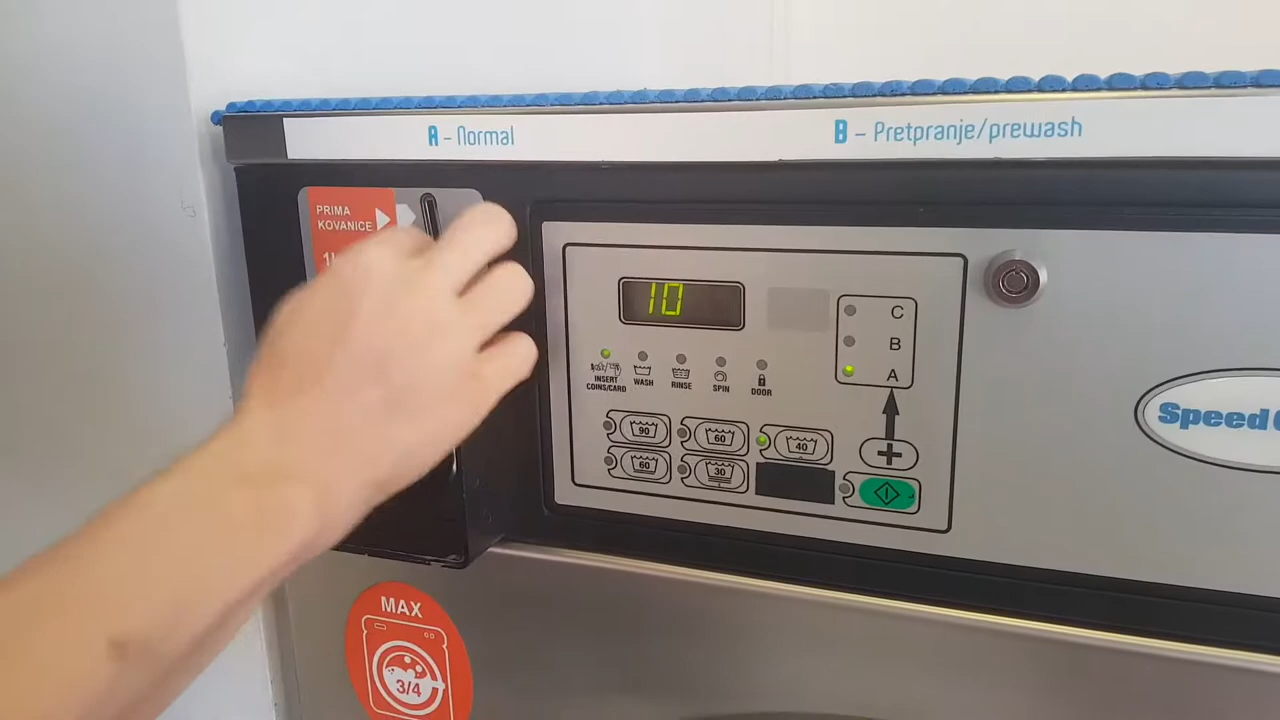 A - Normal
B - Pretpranje/prewash
PRIMA
KOVANICE
10
C
B
A
INSERT
COINS/CARD
WASH
RINSE
SPIN
DOOR
90
60
40
60
30
Speed
MAX
3/4